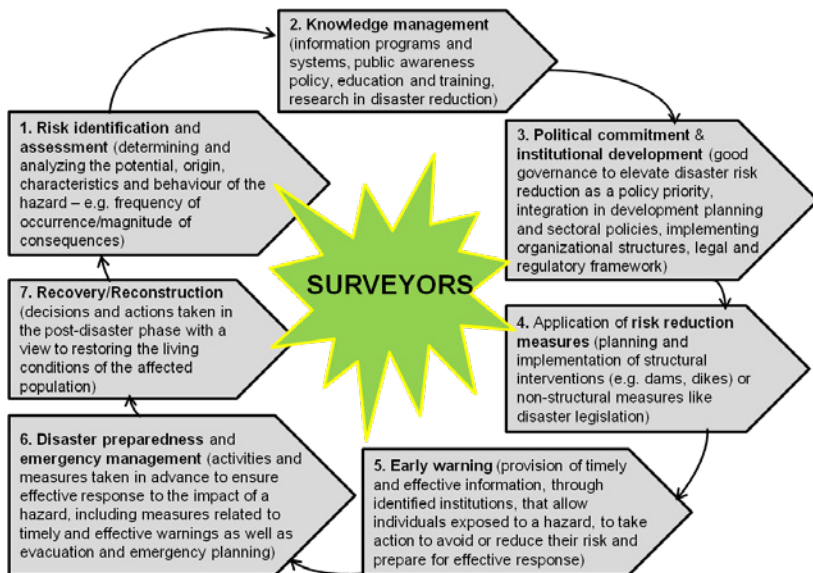 2. Knowledge management
(information programs and
systems, public awareness
policy, education and training,
research in disaster reduction)
1. Risk identification and
assessment (determining and
analyzing the potential, origin,
characteristics and behaviour of the
hazard – e.g. frequency of
occurrence/magnitude of
consequences)
3. Political commitment &
institutional development (good
governance to elevate disaster risk
reduction as a policy priority,
integration in development planning
and sectoral policies, implementing
organizational structures, legal and
regulatory framework)
SURVEYORS
7. Recovery/Reconstruction
(decisions and actions taken in
the post-disaster phase with a
view to restoring the living
conditions of the affected
population)
4. Application of risk reduction
measures (planning and
implementation of structural
interventions (e.g. dams, dikes) or
non-structural measures like
disaster legislation)
6. Disaster preparedness and
emergency management (activities and
measures taken in advance to ensure
effective response to the impact of a
hazard, including measures related to
timely and effective warnings as well as
evacuation and emergency planning)
5. Early warning (provision of timely
and effective information, through
identified institutions, that allow
individuals exposed to a hazard, to take
action to avoid or reduce their risk and
prepare for effective response)